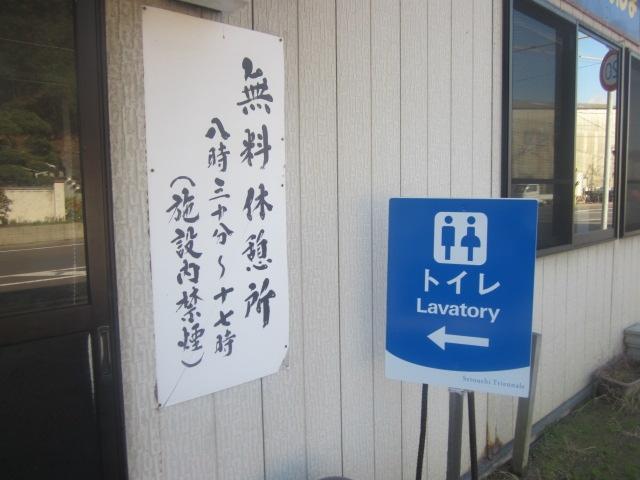 無料休憩所
八時三十分～十七時
(施設内禁煙)
トイレ
Lavatory
Setouchi Triennale